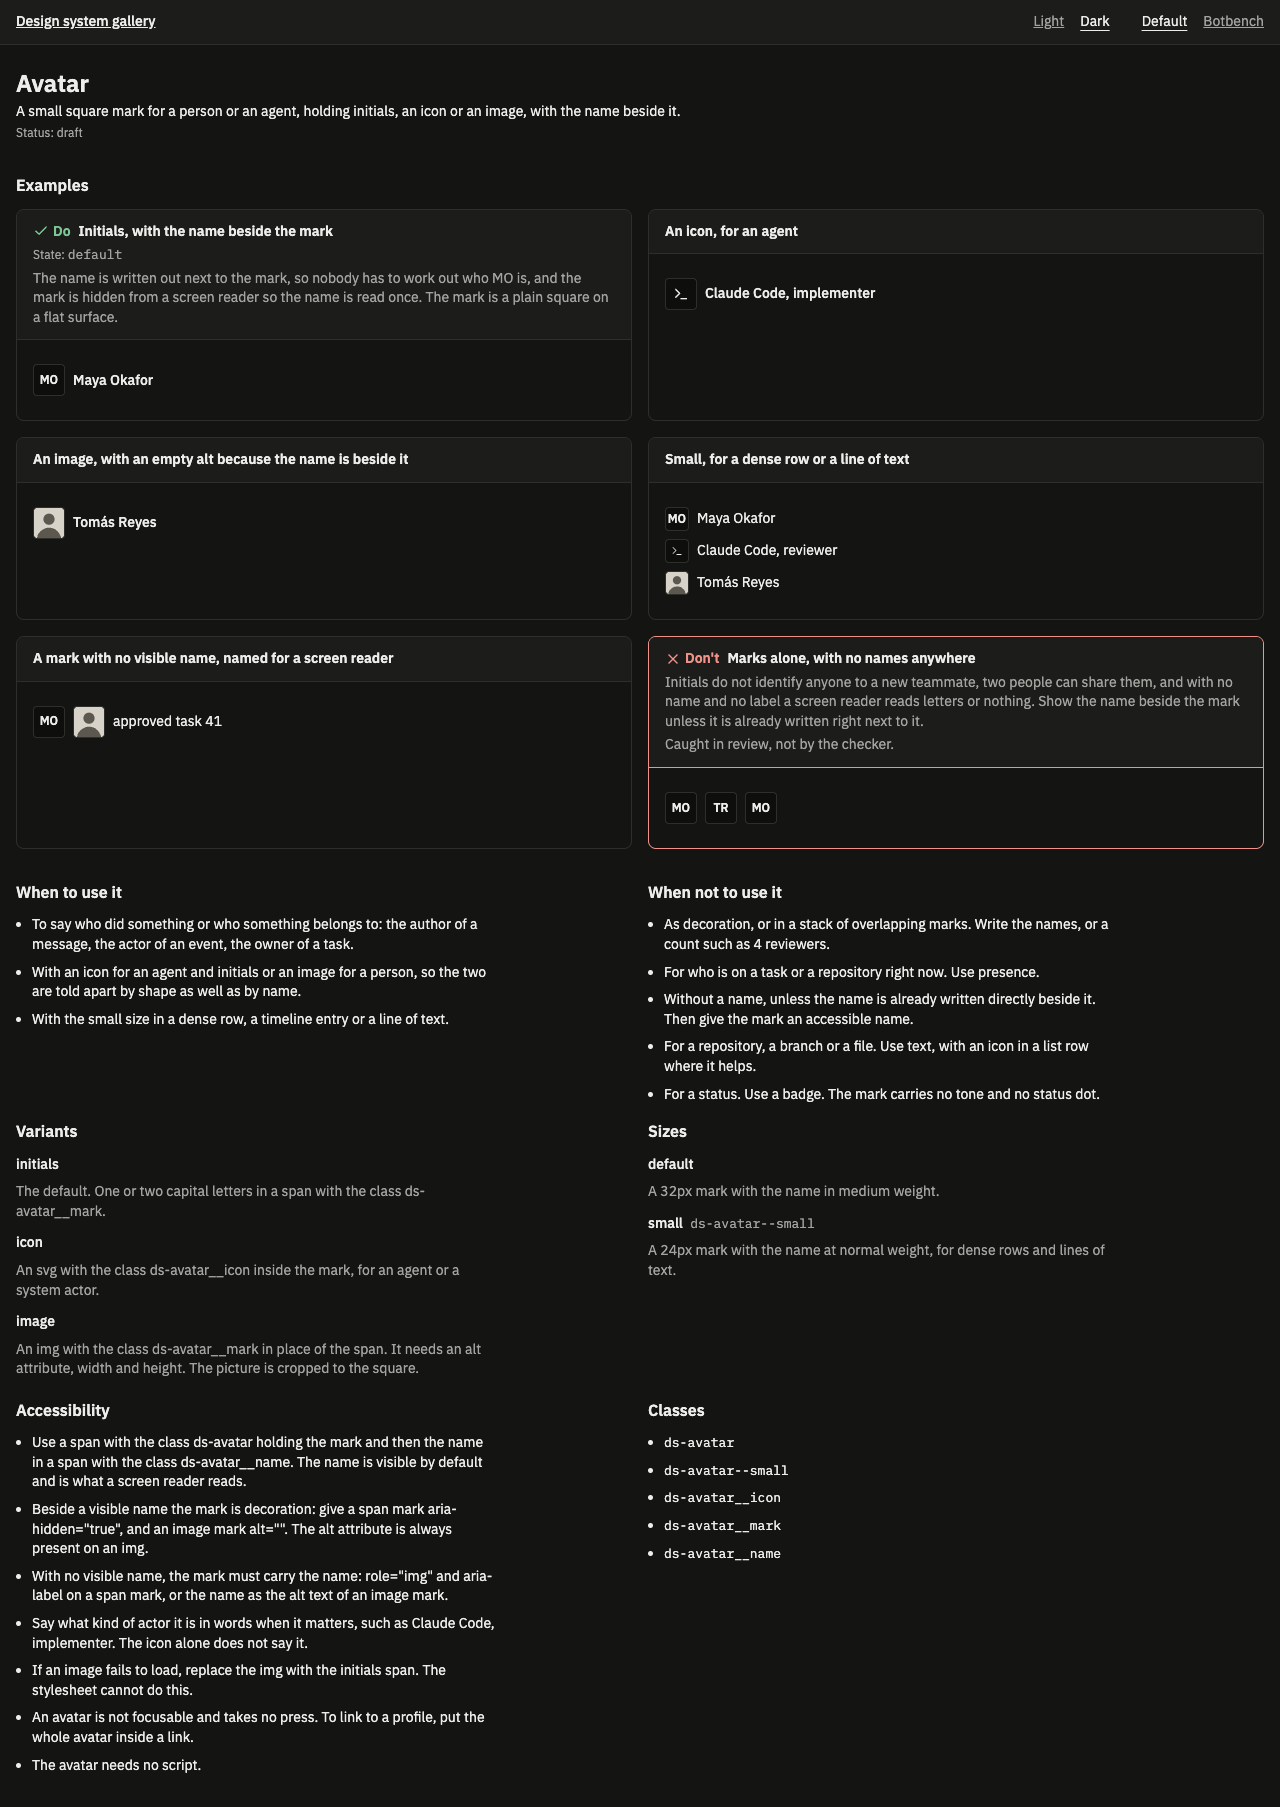 Design system gallery
Light Dark Default Botbench
Avatar
A small square mark for a person or an agent, holding initials, an icon or an image, with the name beside it.
Status: draft
Examples
Do Initials, with the name beside the mark
State: default
The name is written out next to the mark, so nobody has to work out who MO is, and the
mark is hidden from a screen reader so the name is read once. The mark is a plain square on
a flat surface.
MO Maya Okafor
An icon, for an agent
Claude Code, implementer
An image, with an empty alt because the name is beside it
Tomás Reyes
Small, for a dense row or a line of text
MO Maya Okafor
Claude Code, reviewer
Tomás Reyes
A mark with no visible name, named for a screen reader
MO approved task 41
Don't Marks alone, with no names anywhere
Initials do not identify anyone to a new teammate, two people can share them, and with no
name and no label a screen reader reads letters or nothing. Show the name beside the mark
unless it is already written right next to it.
Caught in review, not by the checker.
MO TR MO
When to use it
To say who did something or who something belongs to: the author of a
message, the actor of an event, the owner of a task.
With an icon for an agent and initials or an image for a person, so the two
are told apart by shape as well as by name.
With the small size in a dense row, a timeline entry or a line of text.
When not to use it
As decoration, or in a stack of overlapping marks. Write the names, or a
count such as 4 reviewers.
For who is on a task or a repository right now. Use presence.
Without a name, unless the name is already written directly beside it.
Then give the mark an accessible name.
For a repository, a branch or a file. Use text, with an icon in a list row
where it helps.
For a status. Use a badge. The mark carries no tone and no status dot.
Variants
initials
The default. One or two capital letters in a span with the class ds-
avatar__mark.
icon
An svg with the class ds-avatar__icon inside the mark, for an agent or a
system actor.
image
An img with the class ds-avatar__mark in place of the span. It needs an alt
attribute, width and height. The picture is cropped to the square.
Sizes
default
A 32px mark with the name in medium weight.
small ds-avatar--small
A 24px mark with the name at normal weight, for dense rows and lines of
text.
Accessibility
Use a span with the class ds-avatar holding the mark and then the name
in a span with the class ds-avatar__name. The name is visible by default
and is what a screen reader reads.
Beside a visible name the mark is decoration: give a span mark aria-
hidden="true", and an image mark alt="". The alt attribute is always
present on an img.
With no visible name, the mark must carry the name: role="img" and aria-
label on a span mark, or the name as the alt text of an image mark.
Say what kind of actor it is in words when it matters, such as Claude Code,
implementer. The icon alone does not say it.
If an image fails to load, replace the img with the initials span. The
stylesheet cannot do this.
An avatar is not focusable and takes no press. To link to a profile, put the
whole avatar inside a link.
The avatar needs no script.
Classes
ds-avatar
ds-avatar--small
ds-avatar__icon
ds-avatar__mark
ds-avatar__name